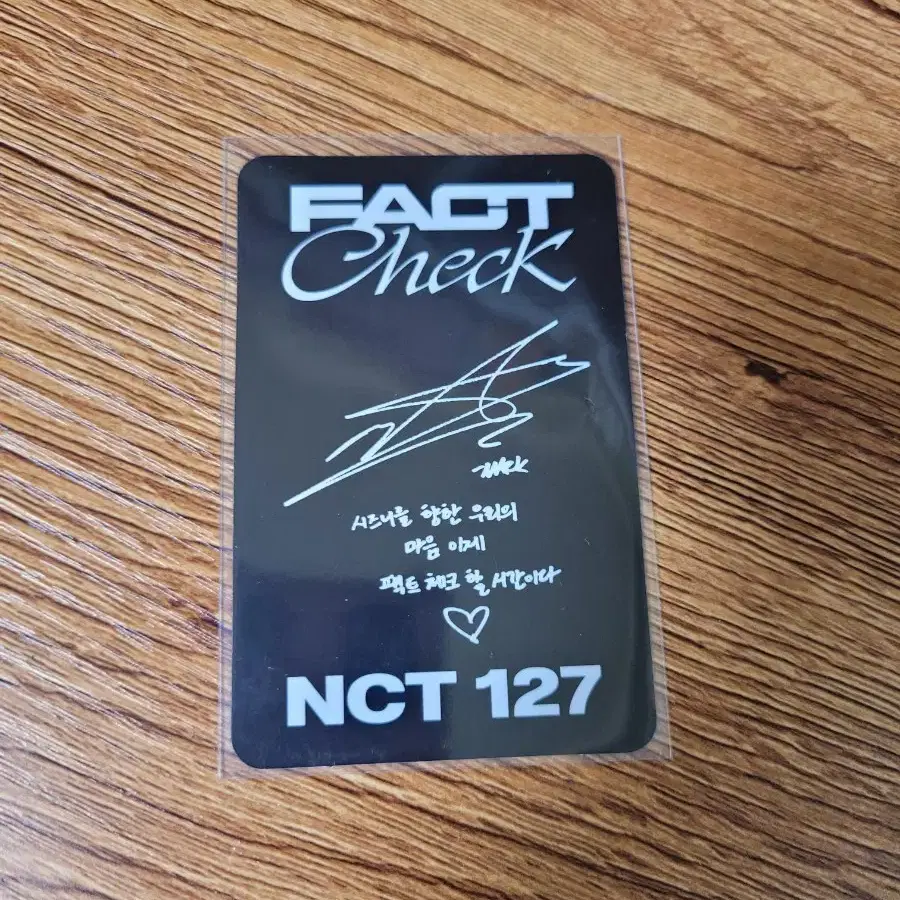 FACT
Check
시즈니를 향한 우리의
마음 이제
팩트 체크 할 시간이다
NCT 127